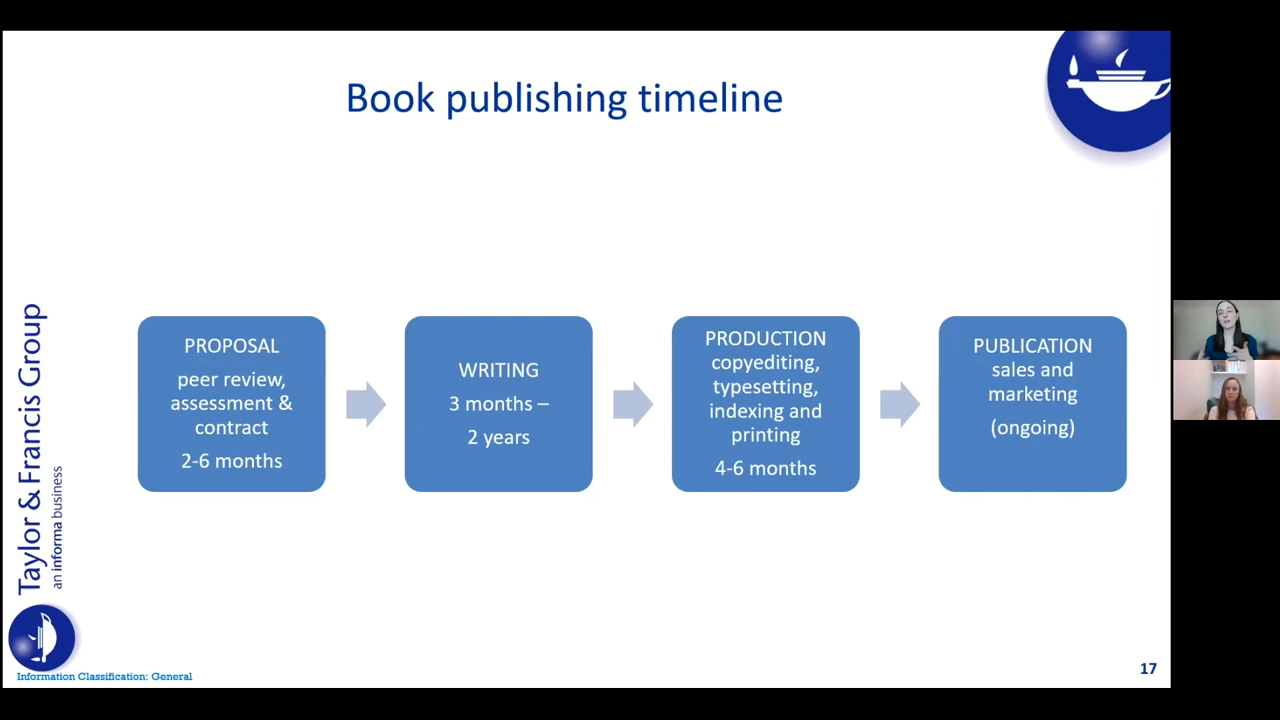 Book publishing timeline
PROPOSAL
peer review,
assessment &
contract
2-6 months
WRITING
3 months –
2 years
PRODUCTION
copyediting,
typesetting,
indexing and
printing
4-6 months
PUBLICATION
sales and
marketing
(ongoing)
Taylor & Francis Group
an informa business
Information Classification: General
17